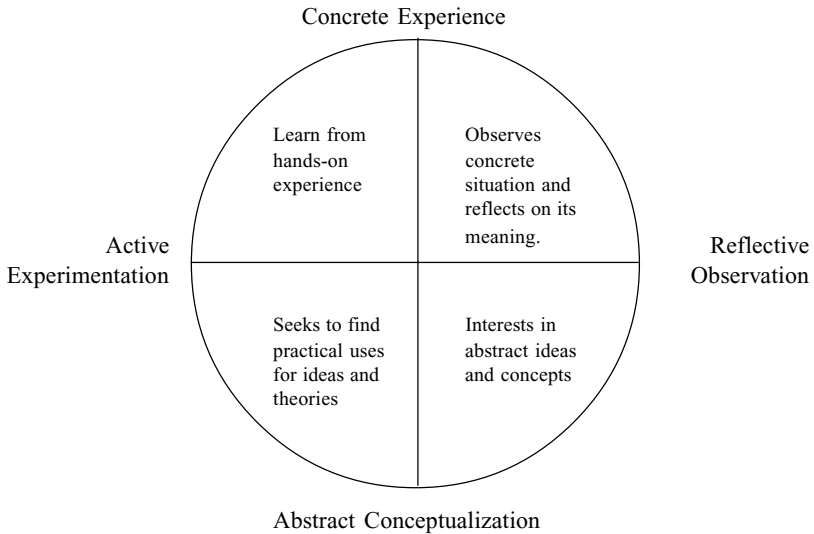 Concrete Experience
Learn from
hands-on
experience
Observes
concrete
situation and
reflects on its
meaning.
Active
Experimentation
Reflective
Observation
Seeks to find
practical uses
for ideas and
theories
Interests in
abstract ideas
and concepts
Abstract Conceptualization